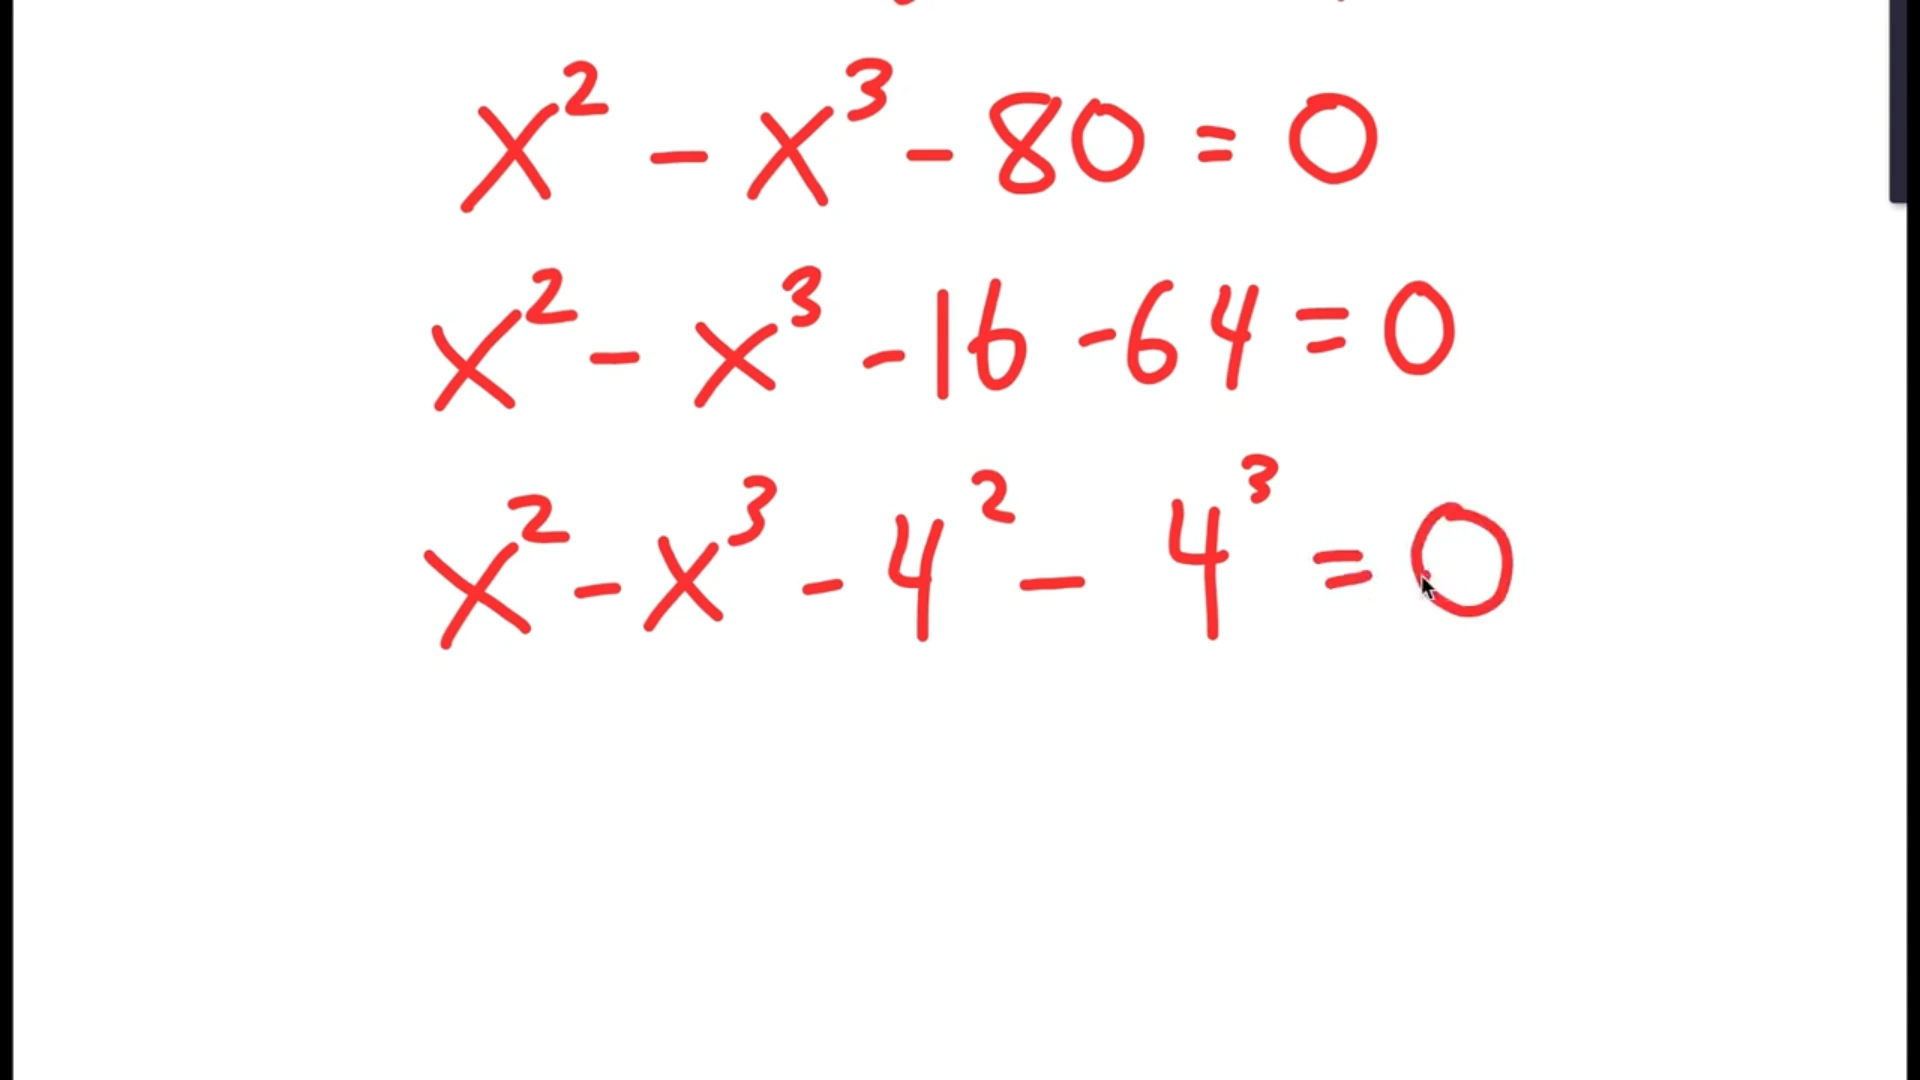 x² - x³ - 80 = 0
x² - x³ - 16 - 64 = 0
x² - x³ - 4² - 4³ = 0